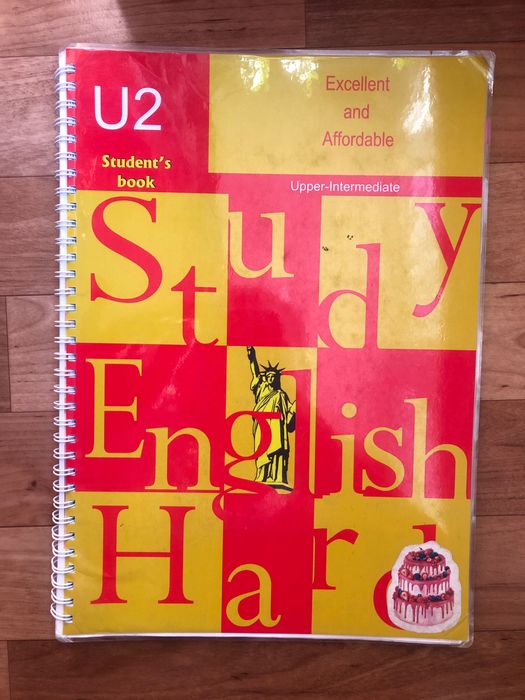 U2
Student's
book
Excellent
and
Affordable
Upper-Intermediate
Study
English
Hard